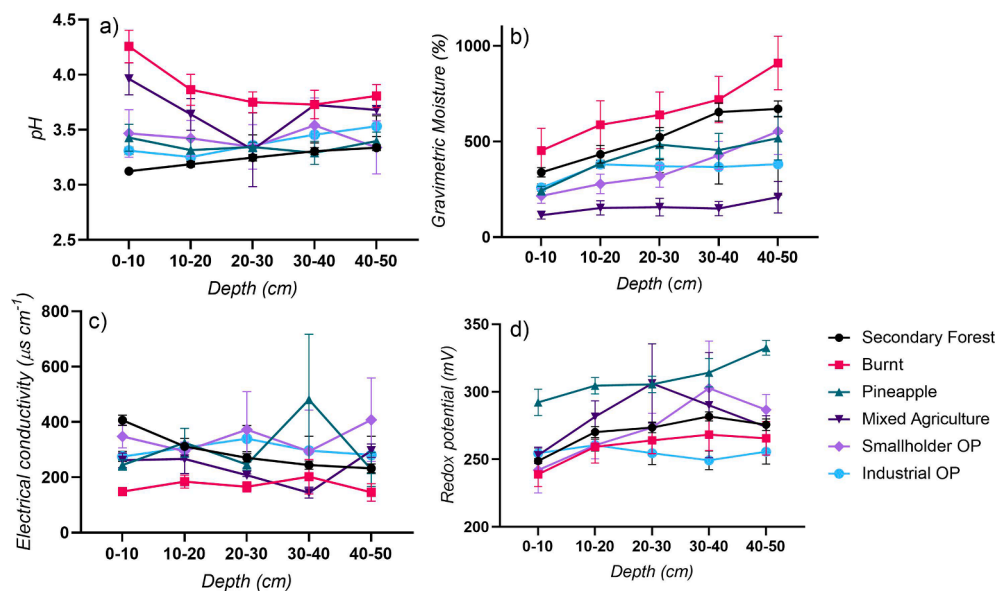 a)
pH
4.5
4.0
3.5
3.0
2.5
0-10 10-20 20-30 30-40 40-50
Depth (cm)
b)
Gravimetric Moisture (%)
1000
500
0
0-10 10-20 20-30 30-40 40-50
Depth (cm)
c)
Electrical conductivity (µs cm-1)
800
600
400
200
0
0-10 10-20 20-30 30-40 40-50
Depth (cm)
d)
Redox potential (mV)
350
300
250
200
0-10 10-20 20-30 30-40 40-50
Depth (cm)
Secondary Forest
Burnt
Pineapple
Mixed Agriculture
Smallholder OP
Industrial OP